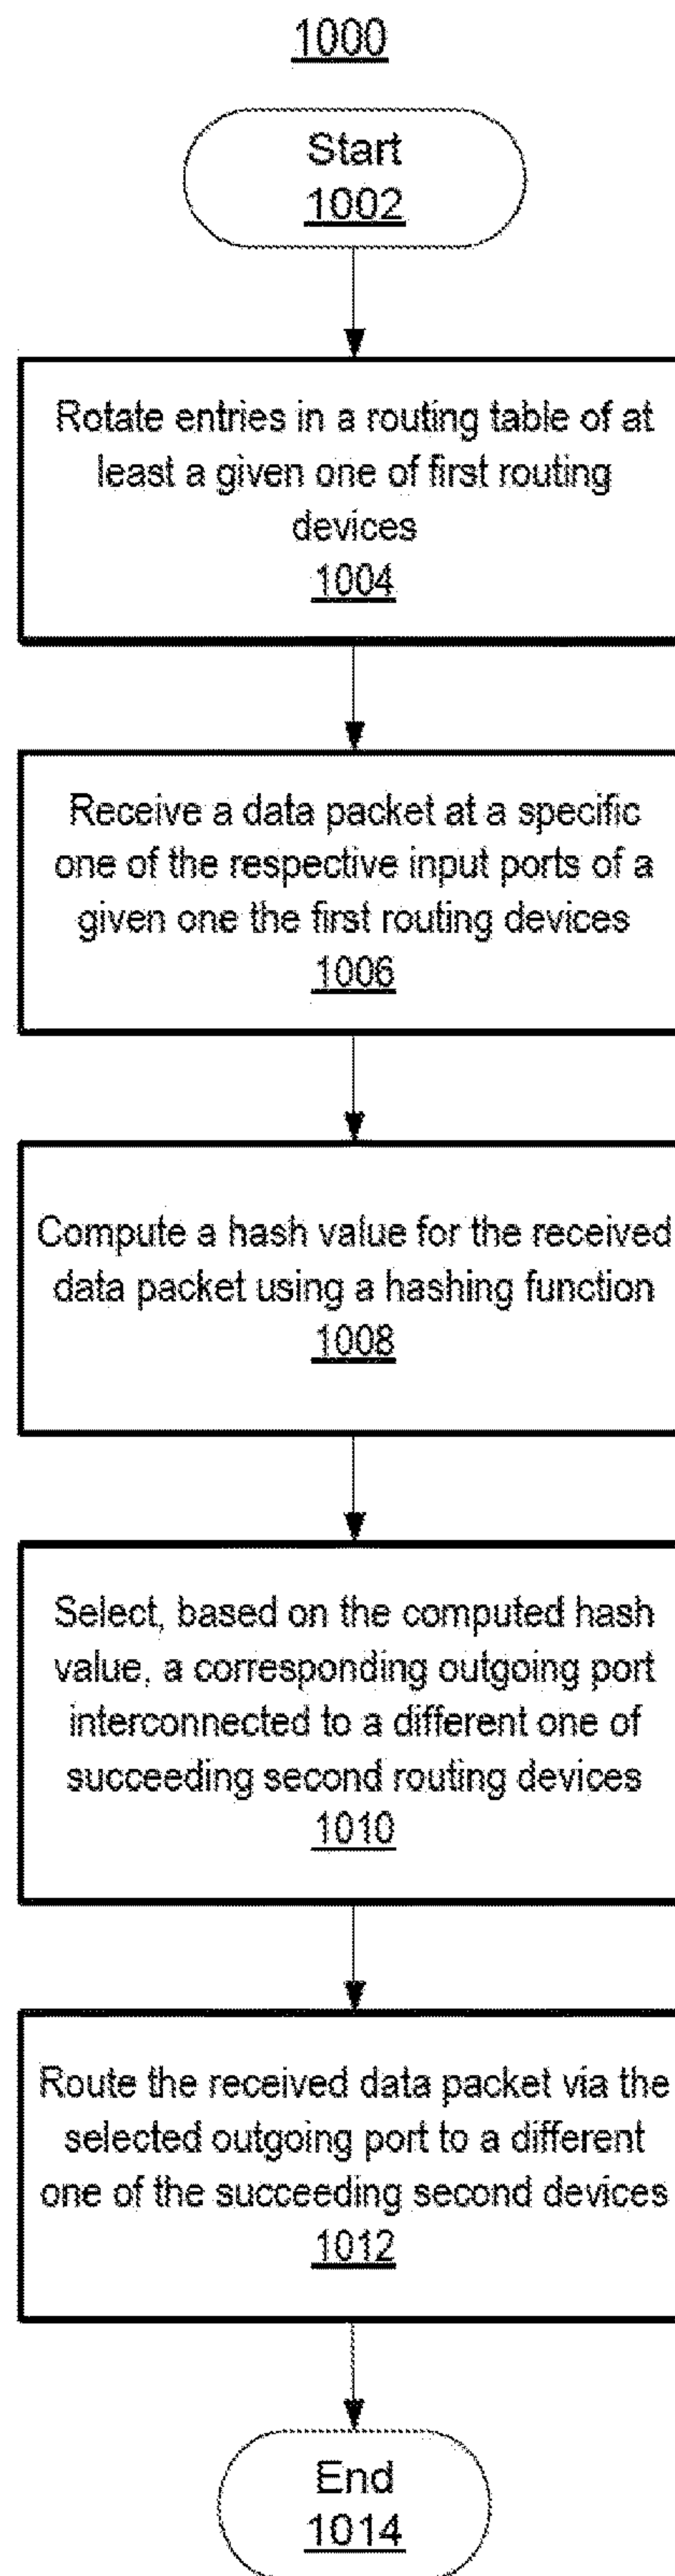 1000
Start
1002
Rotate entries in a routing table of at
least a given one of first routing
devices
1004
Receive a data packet at a specific
one of the respective input ports of a
given one the first routing devices
1006
Compute a hash value for the received
data packet using a hashing function
1008
Select, based on the computed hash
value, a corresponding outgoing port
interconnected to a different one of
succeeding second routing devices
1010
Route the received data packet via the
selected outgoing port to a different
one of the succeeding second devices
1012
End
1014